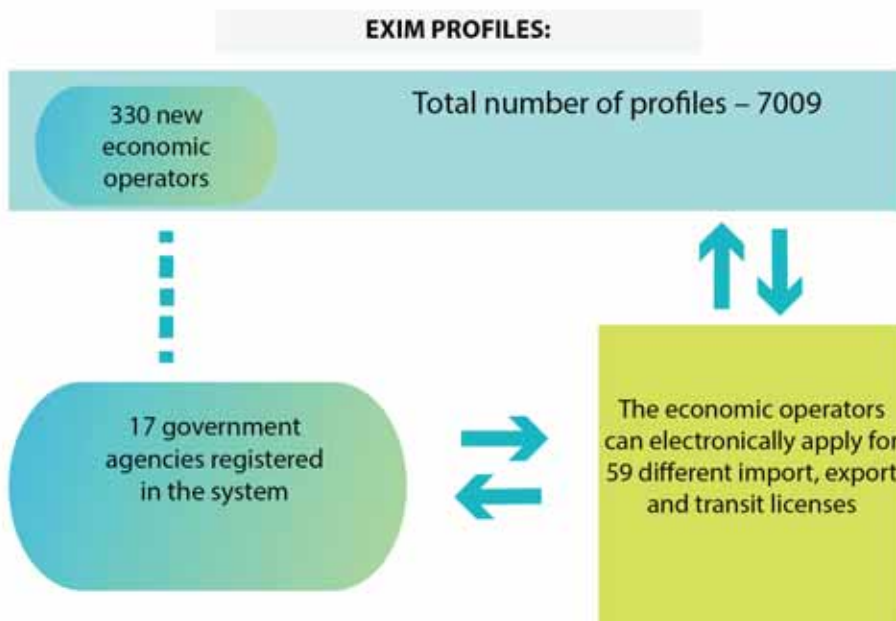 EXIM PROFILES:
330 new
economic
operators
Total number of profiles – 7009
17 government
agencies registered
in the system
The economic operators
can electronically apply for
59 different import, export
and transit licenses